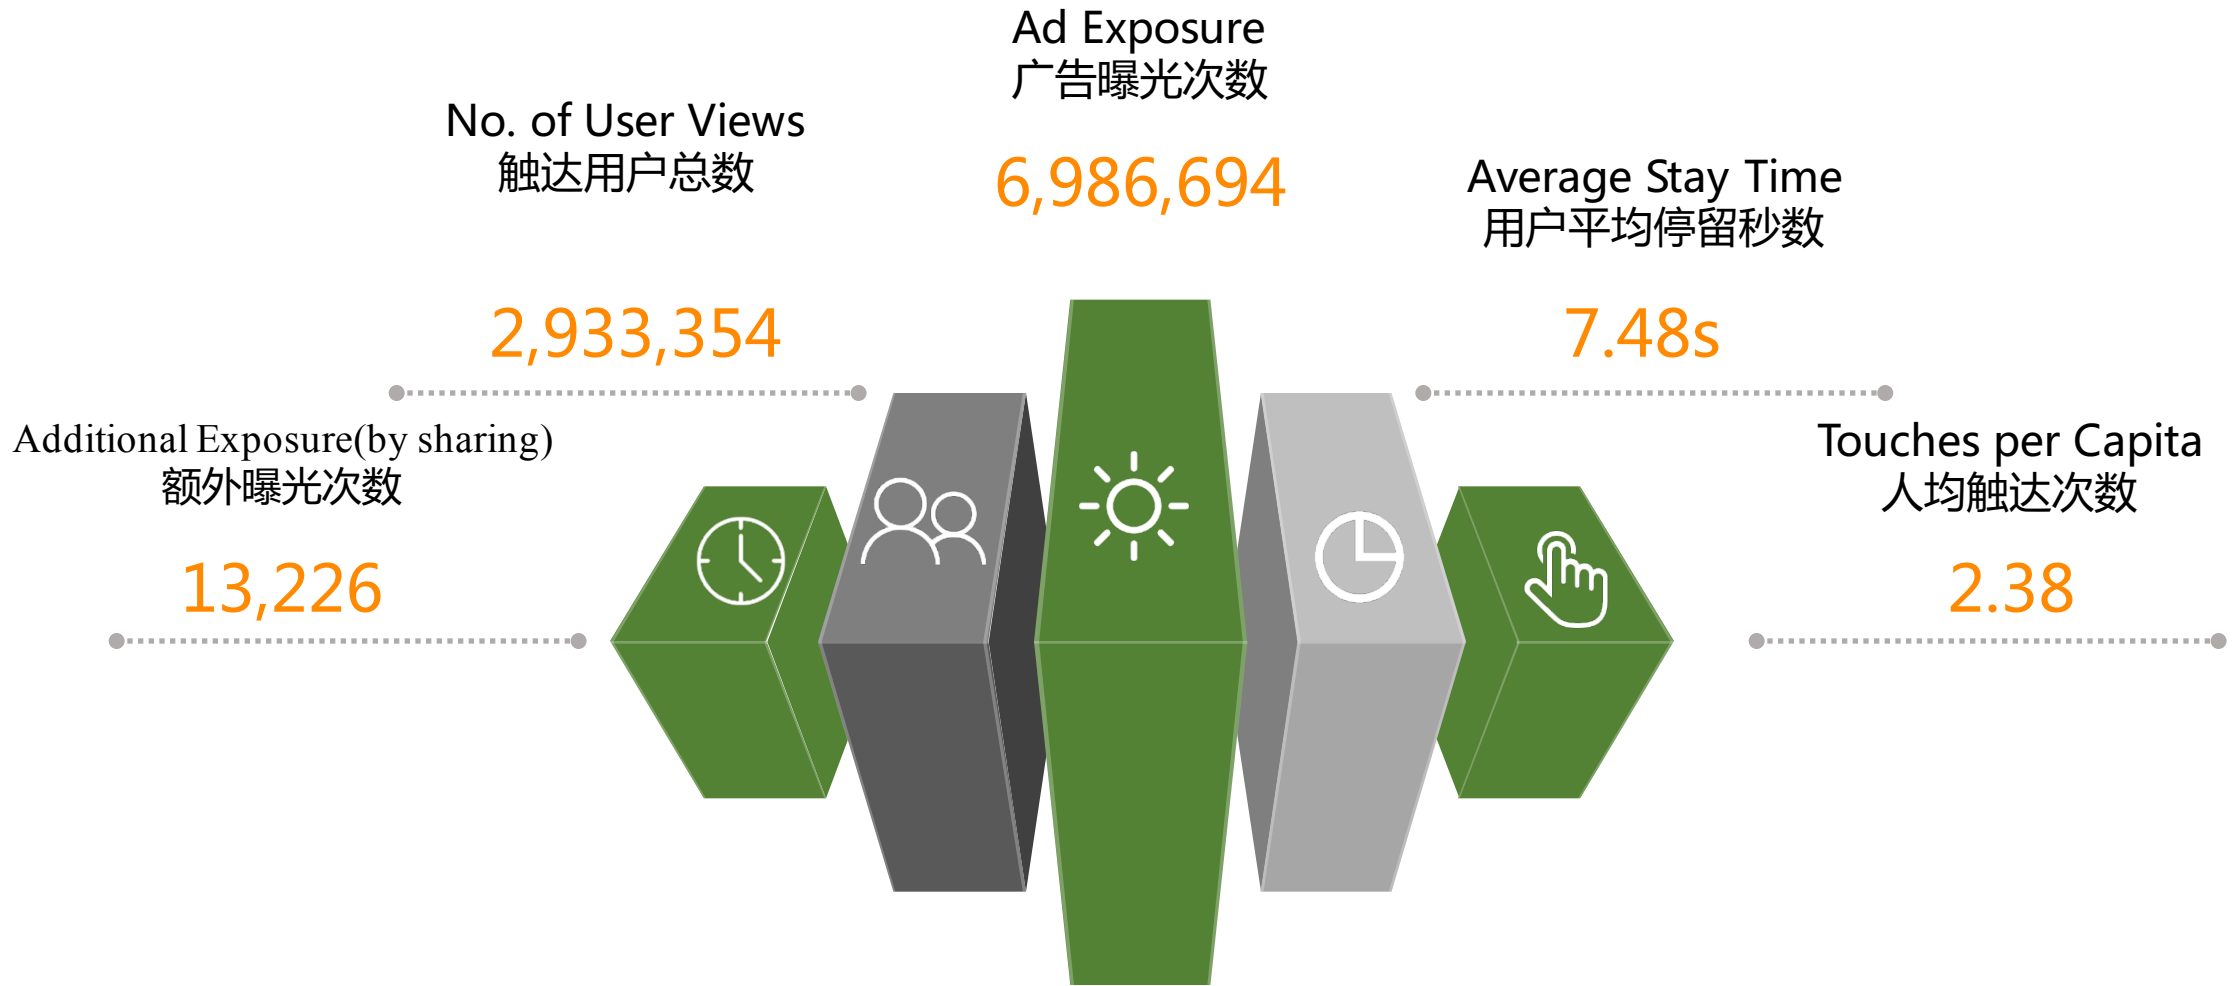 Ad Exposure
广告曝光次数
6,986,694
No. of User Views
触达用户总数
2,933,354
Average Stay Time
用户平均停留秒数
7.48s
Additional Exposure(by sharing)
额外曝光次数
13,226
Touches per Capita
人均触达次数
2.38